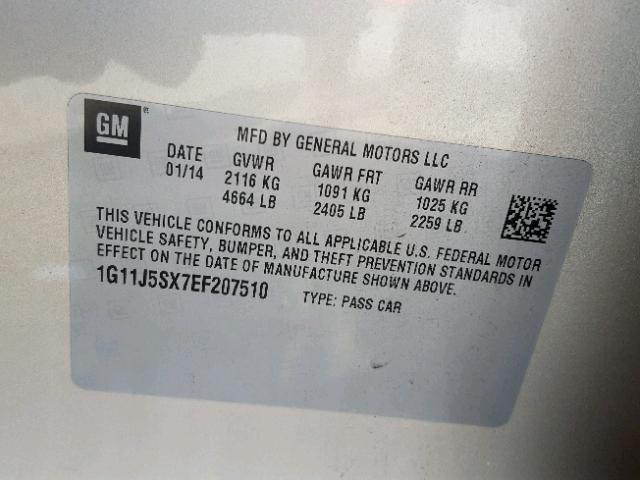 GM
MFD BY GENERAL MOTORS LLC
DATE GVWR GAWR FRT GAWR RR
01/14 2116 KG 1091 KG 1025 KG
4664 LB 2405 LB 2259 LB
THIS VEHICLE CONFORMS TO ALL APPLICABLE U.S. FEDERAL MOTOR
VEHICLE SAFETY, BUMPER, AND THEFT PREVENTION STANDARDS IN
EFFECT ON THE DATE OF MANUFACTURE SHOWN ABOVE.
1G11J5SX7EF207510 TYPE: PASS CAR